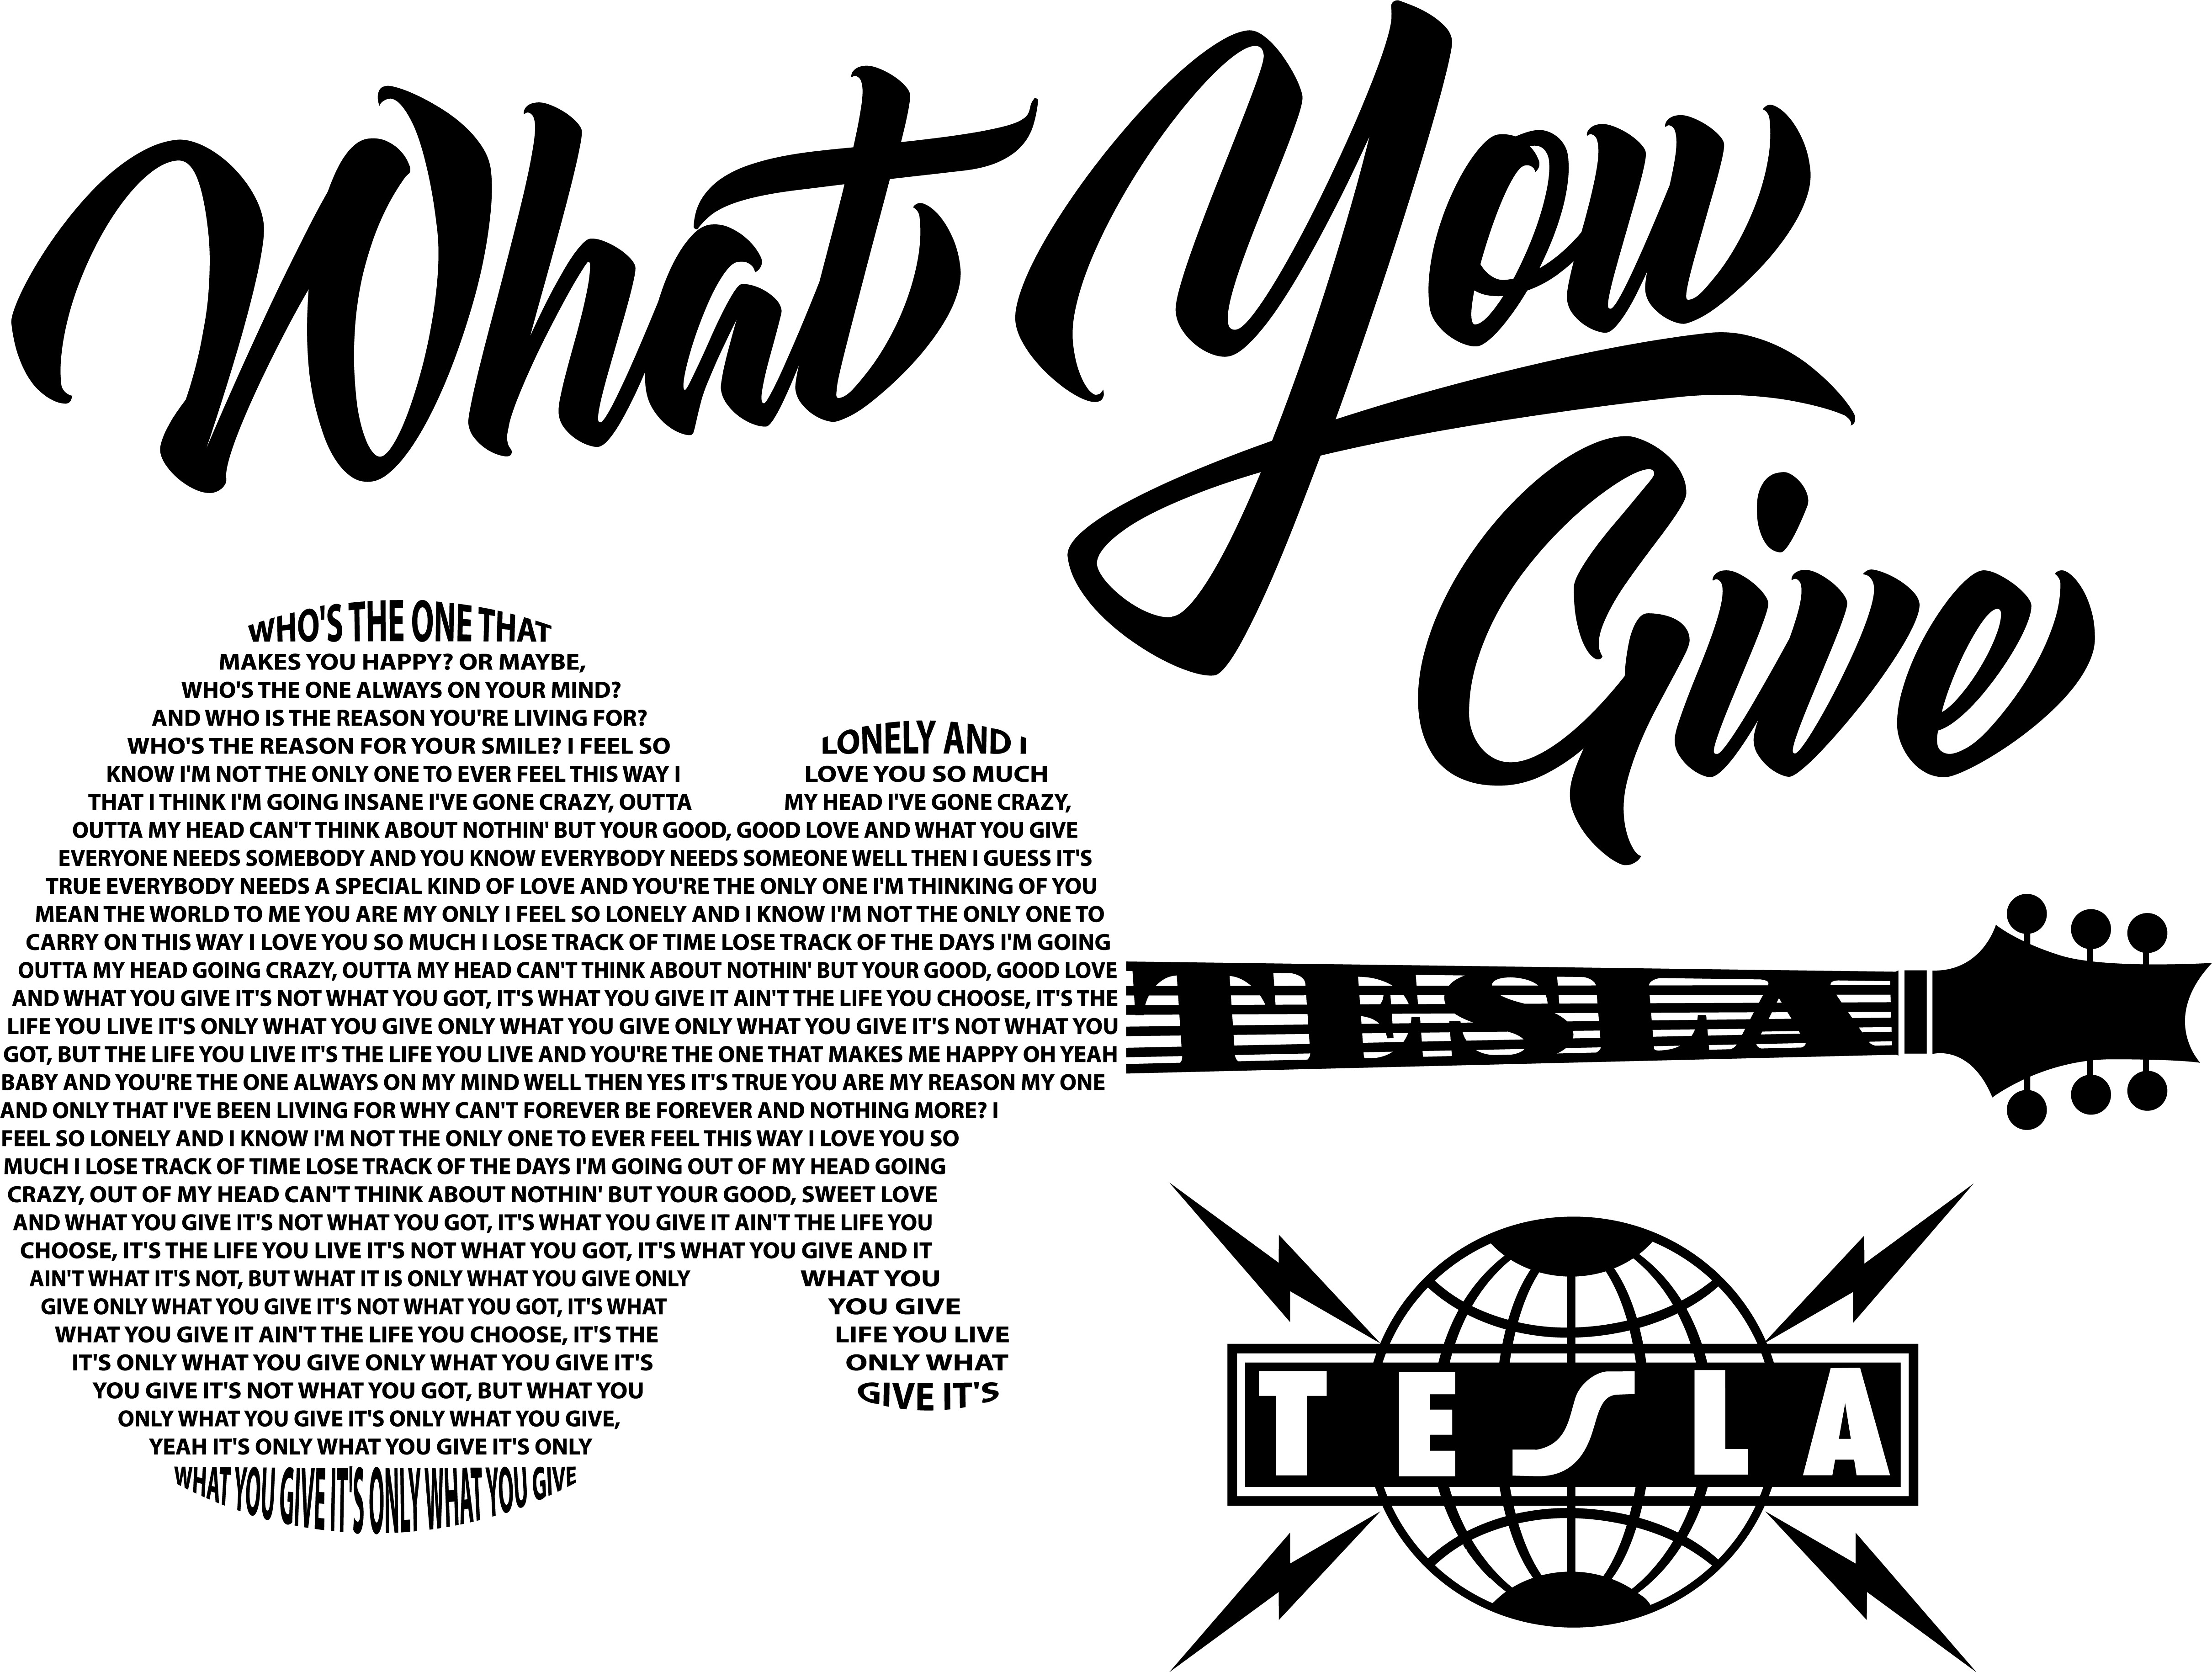 What You
Give
WHO'S THE ONE THAT
MAKES YOU HAPPY? OR MAYBE,
WHO'S THE ONE ALWAYS ON YOUR MIND?
AND WHO IS THE REASON YOU'RE LIVING FOR?
WHO'S THE REASON FOR YOUR SMILE? I FEEL SO LONELY AND I
KNOW I'M NOT THE ONLY ONE TO EVER FEEL THIS WAY I LOVE YOU SO MUCH
THAT I THINK I'M GOING INSANE I'VE GONE CRAZY, OUTTA MY HEAD I'VE GONE CRAZY,
OUTTA MY HEAD CAN'T THINK ABOUT NOTHIN' BUT YOUR GOOD, GOOD LOVE AND WHAT YOU GIVE
EVERYONE NEEDS SOMEBODY AND YOU KNOW EVERYBODY NEEDS SOMEONE WELL THEN I GUESS IT'S
TRUE EVERYBODY NEEDS A SPECIAL KIND OF LOVE AND YOU'RE THE ONLY ONE I'M THINKING OF YOU
MEAN THE WORLD TO ME YOU ARE MY ONLY I FEEL SO LONELY AND I KNOW I'M NOT THE ONLY ONE TO
CARRY ON THIS WAY I LOVE YOU SO MUCH I LOSE TRACK OF TIME LOSE TRACK OF THE DAYS I'M GOING
OUTTA MY HEAD GOING CRAZY, OUTTA MY HEAD CAN'T THINK ABOUT NOTHIN' BUT YOUR GOOD, GOOD LOVE
AND WHAT YOU GIVE IT'S NOT WHAT YOU GOT, IT'S WHAT YOU GIVE IT AIN'T THE LIFE YOU CHOOSE, IT'S THE
LIFE YOU LIVE IT'S ONLY WHAT YOU GIVE ONLY WHAT YOU GIVE ONLY WHAT YOU GIVE IT'S NOT WHAT YOU
GOT, BUT THE LIFE YOU LIVE IT'S THE LIFE YOU LIVE AND YOU'RE THE ONE THAT MAKES ME HAPPY OH YEAH
BABY AND YOU'RE THE ONE ALWAYS ON MY MIND WELL THEN YES IT'S TRUE YOU ARE MY REASON MY ONE
AND ONLY THAT I'VE BEEN LIVING FOR WHY CAN'T FOREVER BE FOREVER AND NOTHING MORE? I
FEEL SO LONELY AND I KNOW I'M NOT THE ONLY ONE TO EVER FEEL THIS WAY I LOVE YOU SO
MUCH I LOSE TRACK OF TIME LOSE TRACK OF THE DAYS I'M GOING OUT OF MY HEAD GOING
CRAZY, OUT OF MY HEAD CAN'T THINK ABOUT NOTHIN' BUT YOUR GOOD, SWEET LOVE
AND WHAT YOU GIVE IT'S NOT WHAT YOU GOT, IT'S WHAT YOU GIVE IT AIN'T THE LIFE YOU
CHOOSE, IT'S THE LIFE YOU LIVE IT'S NOT WHAT YOU GOT, IT'S WHAT YOU GIVE AND IT
AIN'T WHAT IT'S NOT, BUT WHAT IT IS ONLY WHAT YOU GIVE ONLY WHAT YOU
GIVE ONLY WHAT YOU GIVE IT'S NOT WHAT YOU GOT, IT'S WHAT YOU GIVE
WHAT YOU GIVE IT AIN'T THE LIFE YOU CHOOSE, IT'S THE LIFE YOU LIVE
IT'S ONLY WHAT YOU GIVE ONLY WHAT YOU GIVE IT'S ONLY WHAT
YOU GIVE IT'S NOT WHAT YOU GOT, BUT WHAT YOU GIVE IT'S
ONLY WHAT YOU GIVE IT'S ONLY WHAT YOU GIVE,
YEAH IT'S ONLY WHAT YOU GIVE IT'S ONLY
WHAT YOU GIVE IT'S ONLY WHAT YOU GIVE
TESLA
TESLA